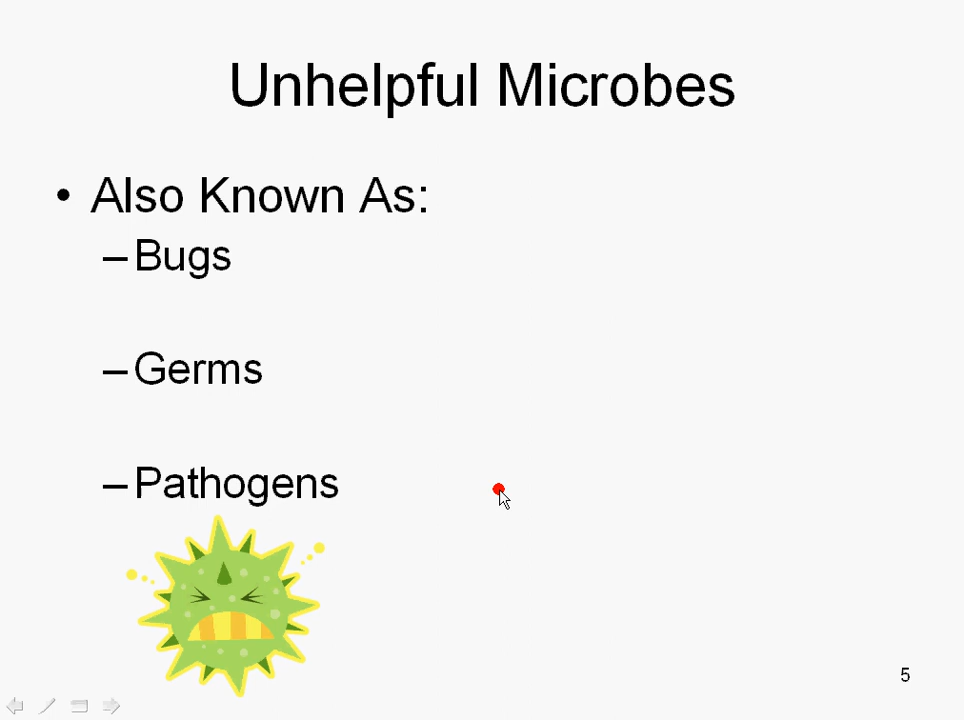 Unhelpful Microbes
• Also Known As:
–Bugs
–Germs
–Pathogens
5